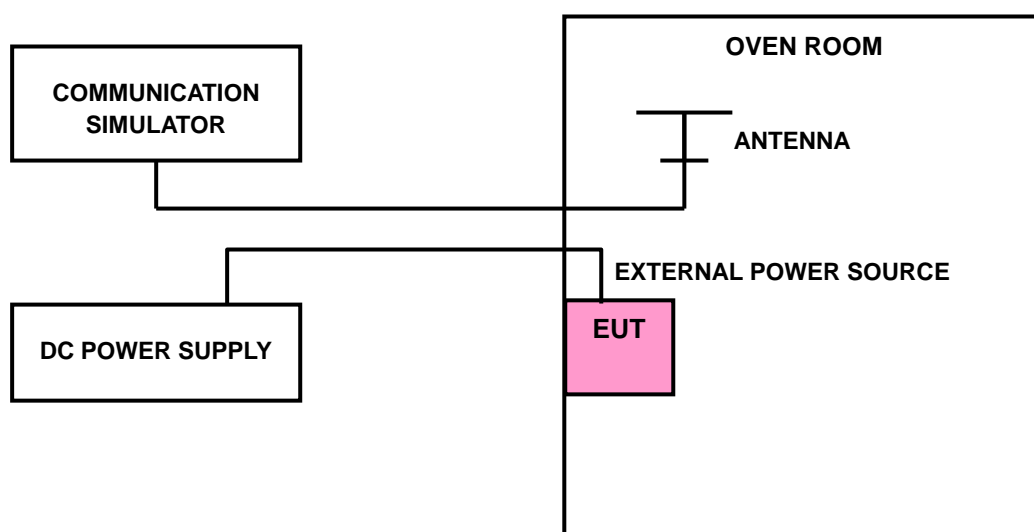 OVEN ROOM
COMMUNICATION
SIMULATOR
ANTENNA
EXTERNAL POWER SOURCE
EUT
DC POWER SUPPLY